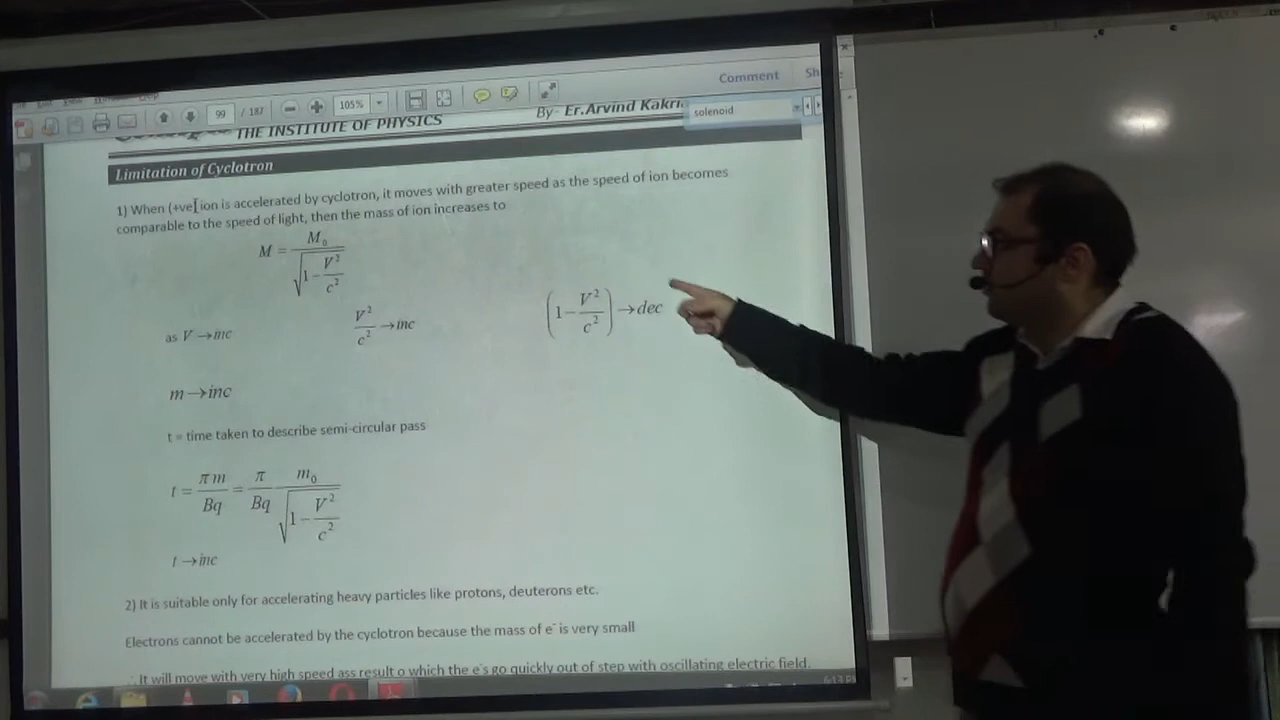 Comment
99 / 187 105% solenoid
THE INSTITUTE OF PHYSICS By- Er.Arvind
Limitation of Cyclotron
1) When (+ve[ion is accelerated by cyclotron, it moves with greater speed as the speed of ion becomes
comparable to the speed of light, then the mass of ion increases to
M = M₀ / √(1 - V²/c²)
as V →inc V²/c² →inc (1 - V²/c²) →dec
m →inc
t = time taken to describe semi-circular pass
t = πm/Bq = π/Bq m₀/√(1 - V²/c²)
t →inc
2) It is suitable only for accelerating heavy particles like protons, deuterons etc.
Electrons cannot be accelerated by the cyclotron because the mass of e⁻ is very small
∴ It will move with very high speed ass result o which the e⁻s go quickly out of step with oscillating electric field.